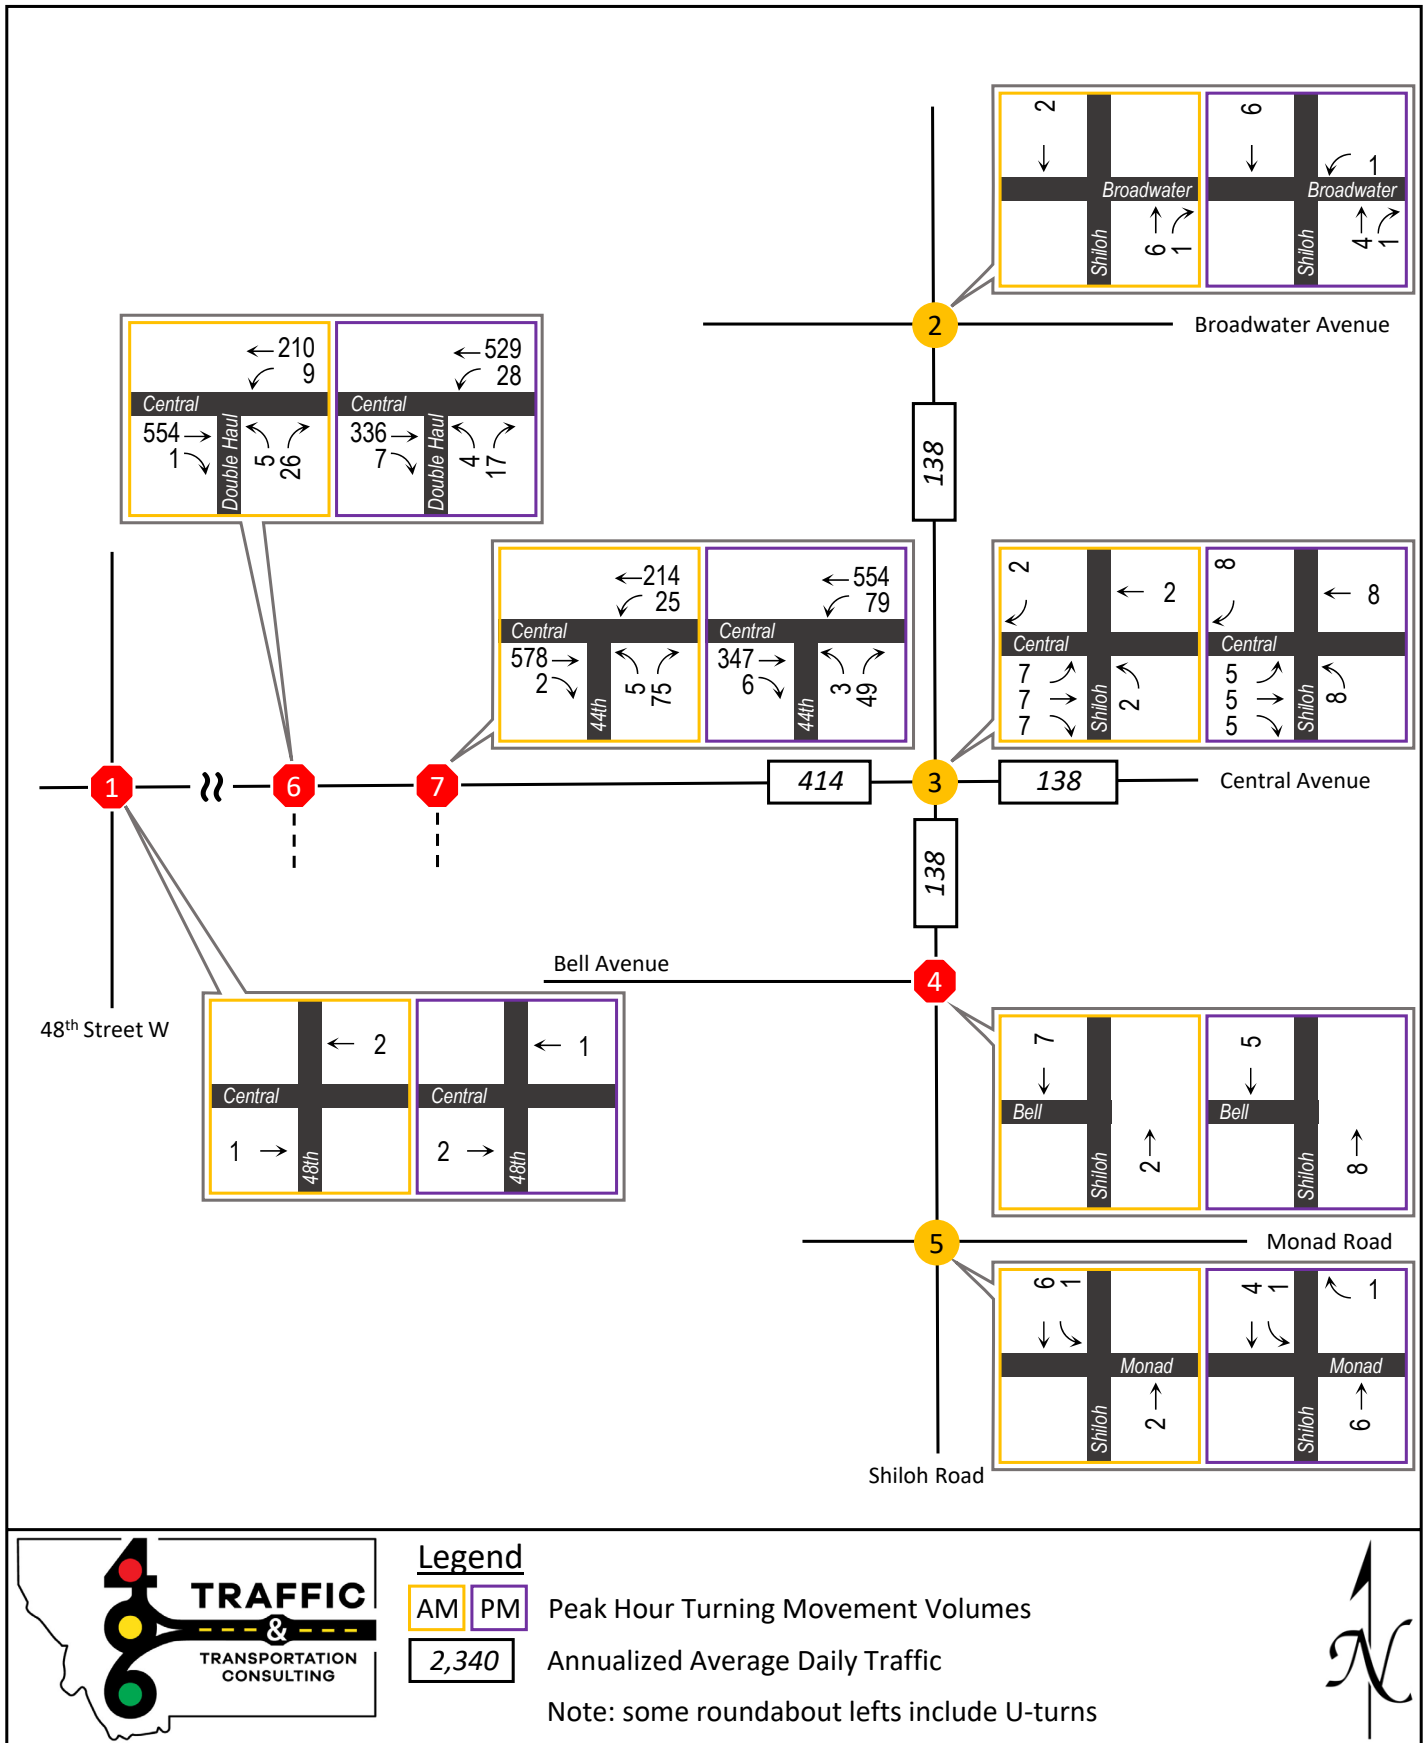 2
6
1
Broadwater
Shiloh
6
1
Broadwater
Shiloh
4
1
2
Broadwater Avenue
210
9
Central
554
1
Double Haul
5
26
529
28
Central
336
7
Double Haul
4
17
138
214
25
Central
578
2
44th
5
75
554
79
Central
347
6
44th
3
49
2
2
Central
7
7
7
Shiloh
2
8
8
Central
5
5
5
Shiloh
8
1
6
7
414
3
138
Central Avenue
138
Bell Avenue
4
48th Street W
2
Central
1
48th
1
Central
2
48th
7
Bell
Shiloh
2
5
Bell
Shiloh
8
5
Monad Road
6
1
Monad
Shiloh
2
4
1
1
Monad
Shiloh
6
Shiloh Road
406
TRAFFIC
&
TRANSPORTATION
CONSULTING
Legend
AM PM Peak Hour Turning Movement Volumes
2,340 Annualized Average Daily Traffic
Note: some roundabout lefts include U-turns
N